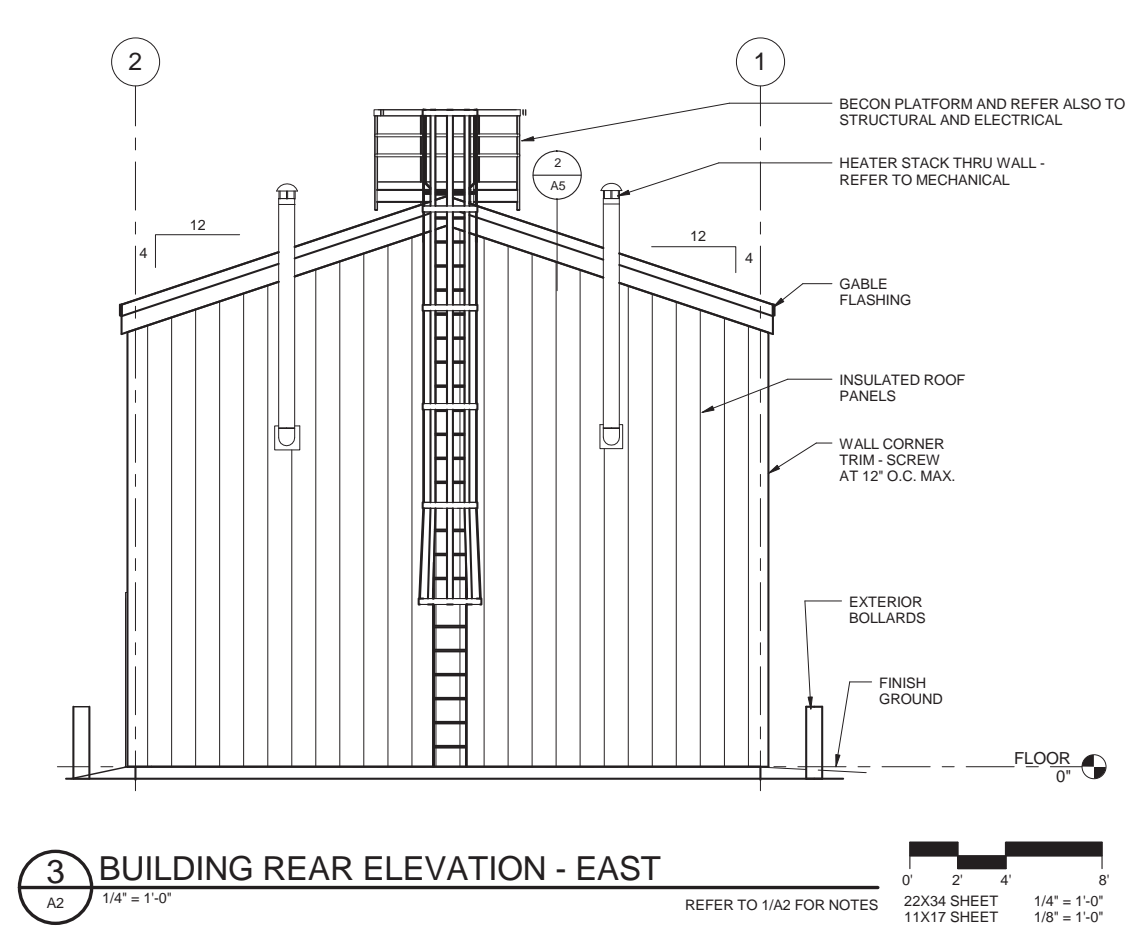 2
1
BECON PLATFORM AND REFER ALSO TO
STRUCTURAL AND ELECTRICAL
2
A5
HEATER STACK THRU WALL -
REFER TO MECHANICAL
12
4
12
4
GABLE
FLASHING
INSULATED ROOF
PANELS
WALL CORNER
TRIM - SCREW
AT 12" O.C. MAX.
EXTERIOR
BOLLARDS
FINISH
GROUND
FLOOR
0"
3
A2
BUILDING REAR ELEVATION - EAST
1/4" = 1'-0"
REFER TO 1/A2 FOR NOTES
0' 2' 4' 8'
22X34 SHEET 1/4" = 1'-0"
11X17 SHEET 1/8" = 1'-0"